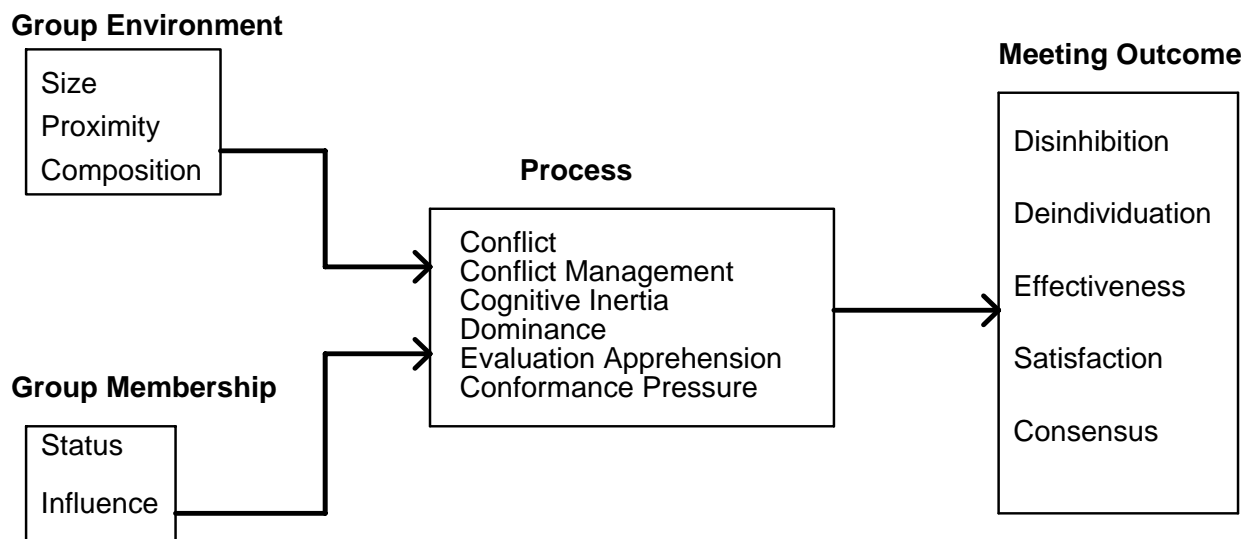 Group Environment
Size
Proximity
Composition
Group Membership
Status
Influence
Process
Conflict
Conflict Management
Cognitive Inertia
Dominance
Evaluation Apprehension
Conformance Pressure
Meeting Outcome
Disinhibition
Deindividuation
Effectiveness
Satisfaction
Consensus